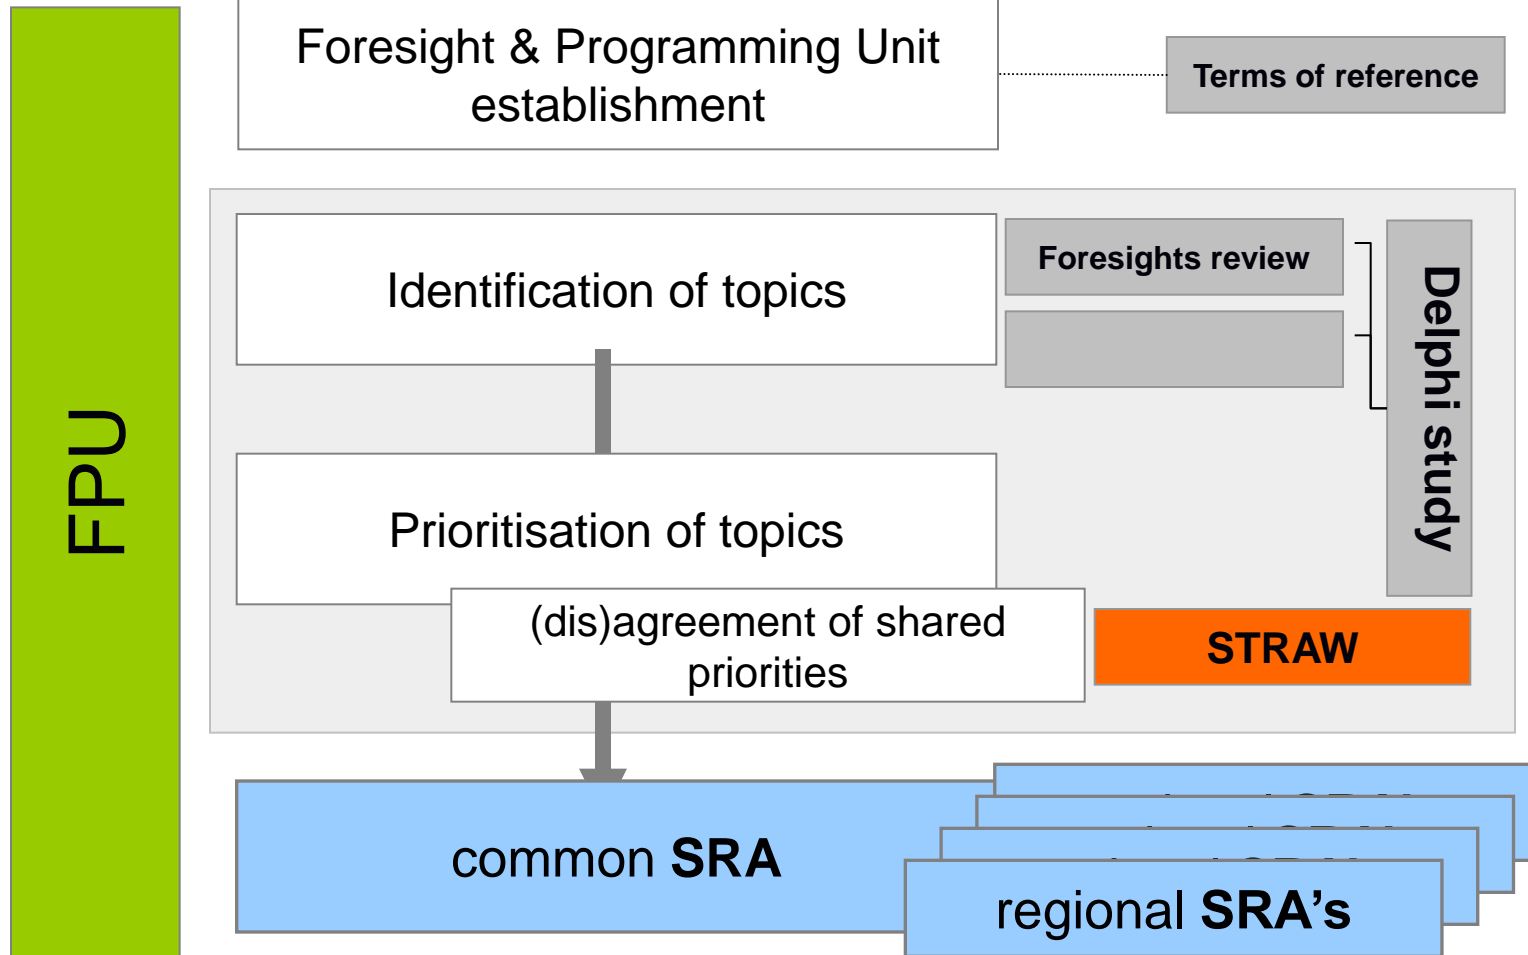 FPU
Foresight & Programming Unit
establishment
Terms of reference
Identification of topics
Foresights review
Delphi study
Prioritisation of topics
(dis)agreement of shared
priorities
STRAW
common SRA
regional SRA's